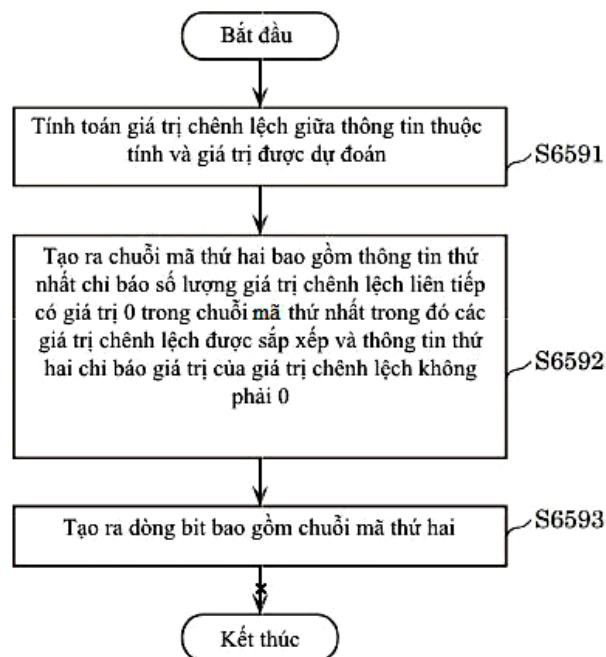 Bắt đầu
Tính toán giá trị chênh lệch giữa thông tin thuộc
tính và giá trị được dự đoán
S6591
Tạo ra chuỗi mã thứ hai bao gồm thông tin thứ
nhất chỉ báo số lượng giá trị chênh lệch liên tiếp
có giá trị 0 trong chuỗi mã thứ nhất trong đó các
giá trị chênh lệch được sắp xếp và thông tin thứ
hai chỉ báo giá trị của giá trị chênh lệch không
phải 0
S6592
Tạo ra dòng bit bao gồm chuỗi mã thứ hai
S6593
Kết thúc